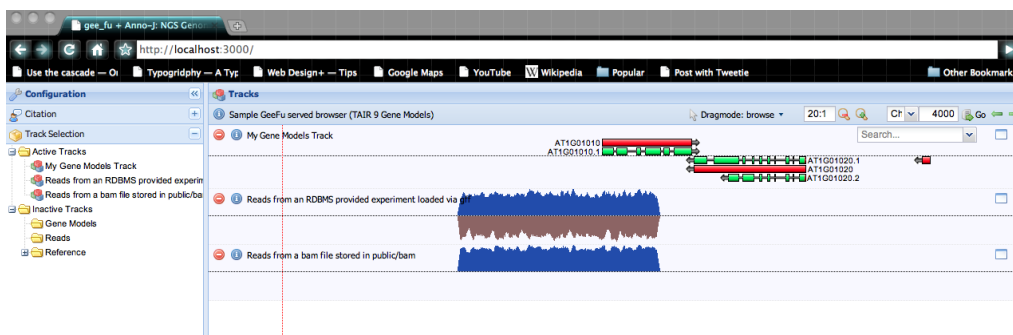 gee_fu + Anno-J: NGS Geno
http://localhost:3000/
Use the cascade — O Typogridphy — A Typ Web Design+ — Tips Google Maps YouTube Wikipedia Popular Post with Tweetie Other Bookmark
Configuration Tracks
Citation Sample GeeFu served browser (TAIR 9 Gene Models) Dragmode: browse 20:1 Ch 4000 Go
Track Selection My Gene Models Track AT1G01010 Search...
Active Tracks AT1G01010.1
My Gene Models Track AT1G01020.1
Reads from an RDBMS provided experim AT1G01020
Reads from a bam file stored in public/ba AT1G01020.2
Inactive Tracks Reads from an RDBMS provided experiment loaded via gff
Gene Models
Reads
Reference Reads from a bam file stored in public/bam